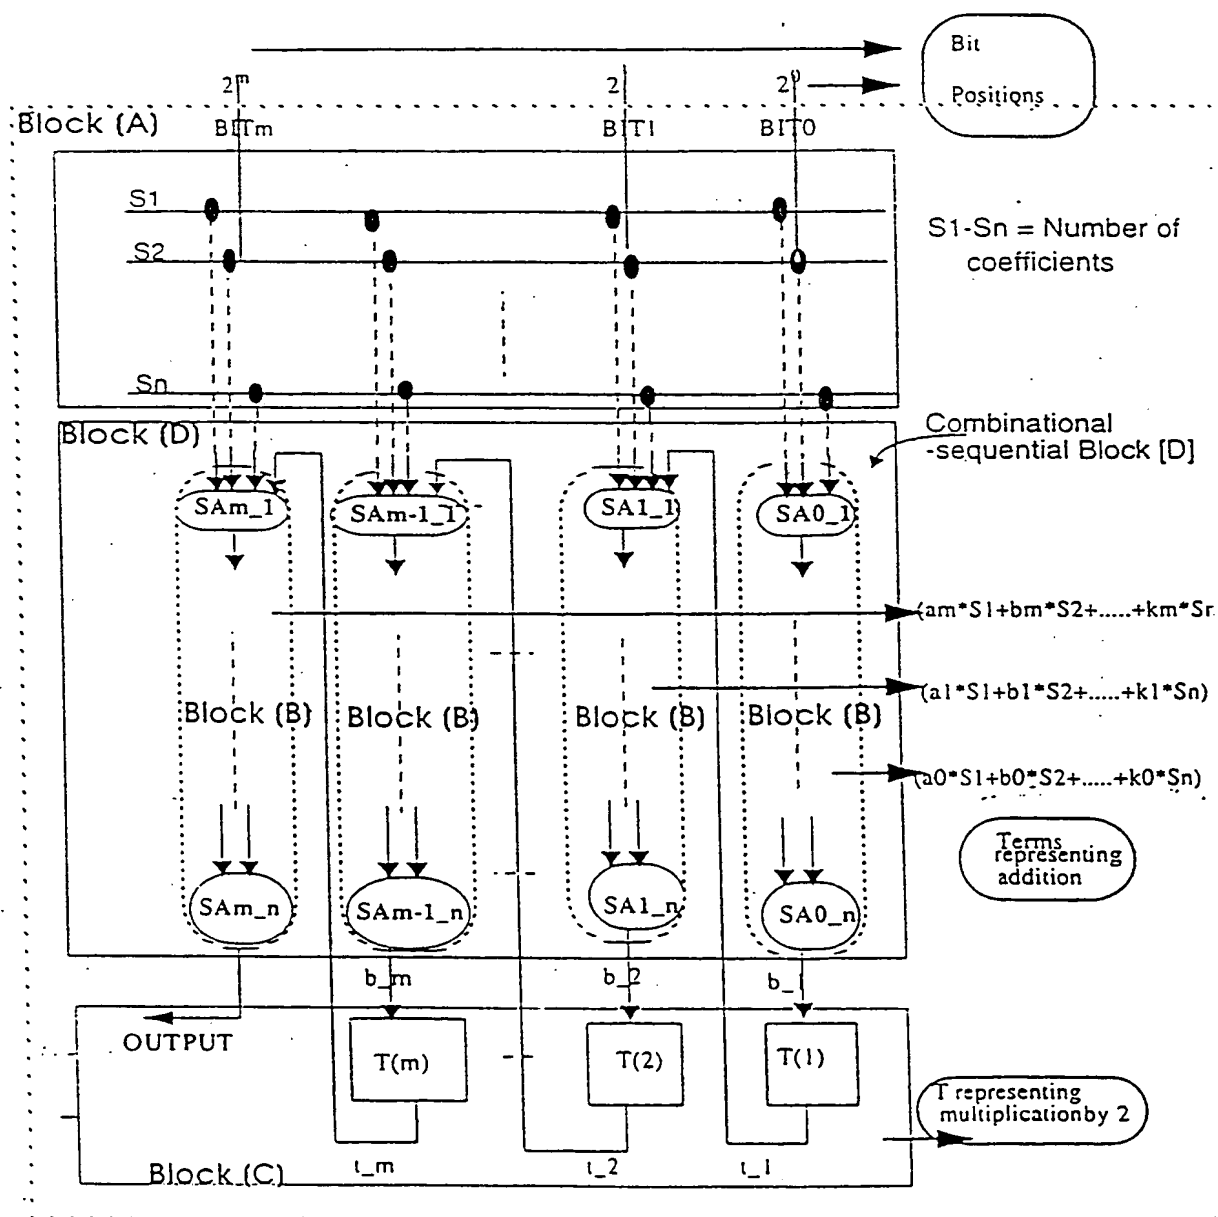 Bit
Positions
2^m
2
2^0
Block (A)
BITm
BIT1
BIT0
S1
S2
Sn
S1-Sn = Number of
coefficients
Block (D)
Combinational
-sequential Block [D]
SAm_1
SAm-1_1
SA1_1
SA0_1
(am*S1+bm*S2+.....+km*Sn
(a1*S1+b1*S2+.....+k1*Sn)
(a0*S1+b0*S2+.....+k0*Sn)
Block (B)
Block (B)
Block (B)
Block (B)
Terms
representing
addition
SAm_n
SAm-1_n
SA1_n
SA0_n
b_m
b_2
b_1
OUTPUT
T(m)
T(2)
T(1)
T representing
multiplicationby 2
Block (C)
t_m
t_2
t_1